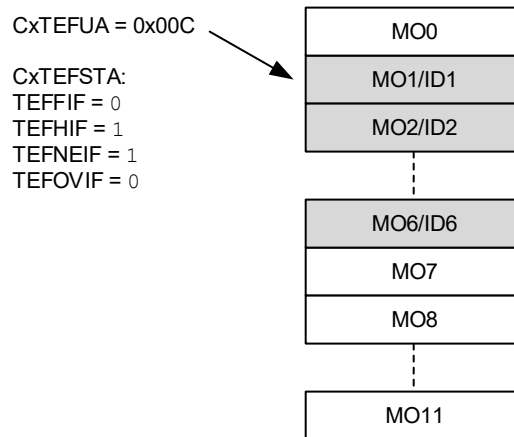 CxTEFUA = 0x00C
CxTEFSTA:
TEFFIF = 0
TEFHIF = 1
TEFNEIF = 1
TEFOVIF = 0
MO0
MO1/ID1
MO2/ID2
MO6/ID6
MO7
MO8
MO11